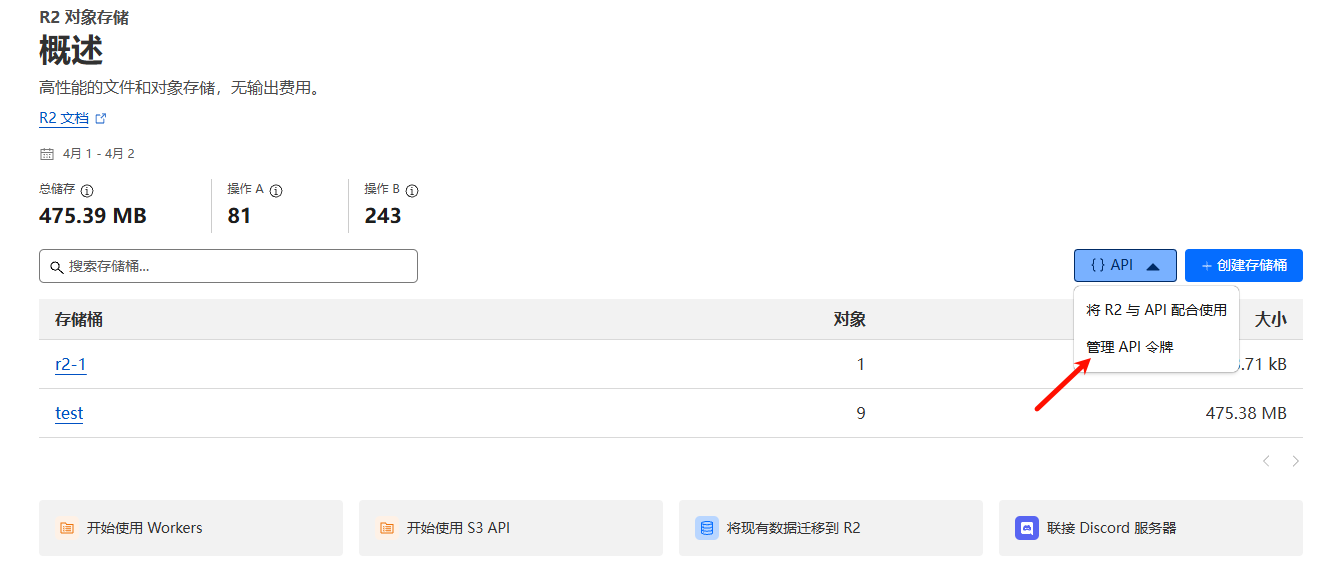 R2 对象存储
概述
高性能的文件和对象存储，无输出费用。
R2 文档
4月 1 - 4月 2
总储存 操作 A 操作 B
475.39 MB 81 243
搜索存储桶... {} API + 创建存储桶
将 R2 与 API 配合使用
管理 API 令牌
存储桶 对象 大小
r2-1 1 .71 kB
test 9 475.38 MB
开始使用 Workers 开始使用 S3 API 将现有数据迁移到 R2 联接 Discord 服务器